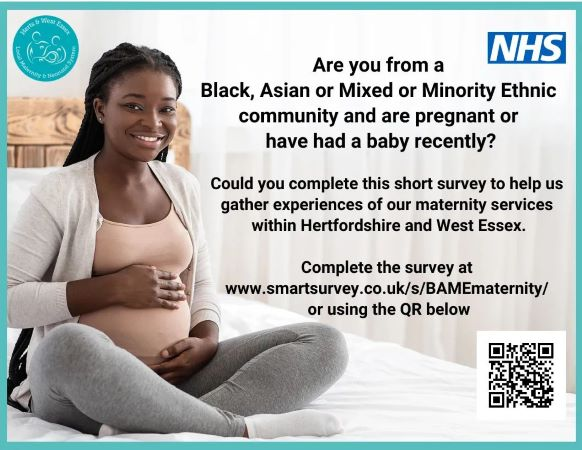 Herts & West Essex
Local Maternity & Neonatal System
NHS
Are you from a
Black, Asian or Mixed or Minority Ethnic
community and are pregnant or
have had a baby recently?
Could you complete this short survey to help us
gather experiences of our maternity services
within Hertfordshire and West Essex.
Complete the survey at
www.smartsurvey.co.uk/s/BAMEmaternity/
or using the QR below